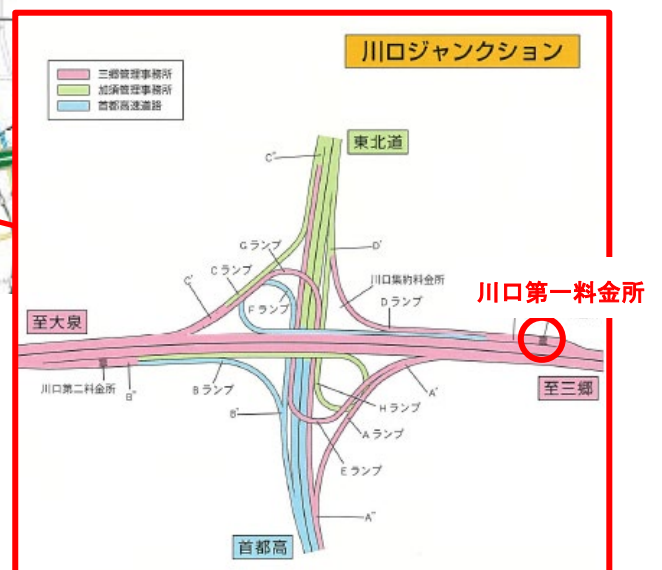 川口ジャンクション
三郷管理事務所
加須管理事務所
首都高速道路
東北道
C"
D'
Gランプ
Cランプ
C'
Fランプ
川口集約料金所
Dランプ
川口第一料金所
至大泉
至三郷
川口第二料金所
B"
Bランプ
B'
A'
Hランプ
Aランプ
Eランプ
A"
首都高